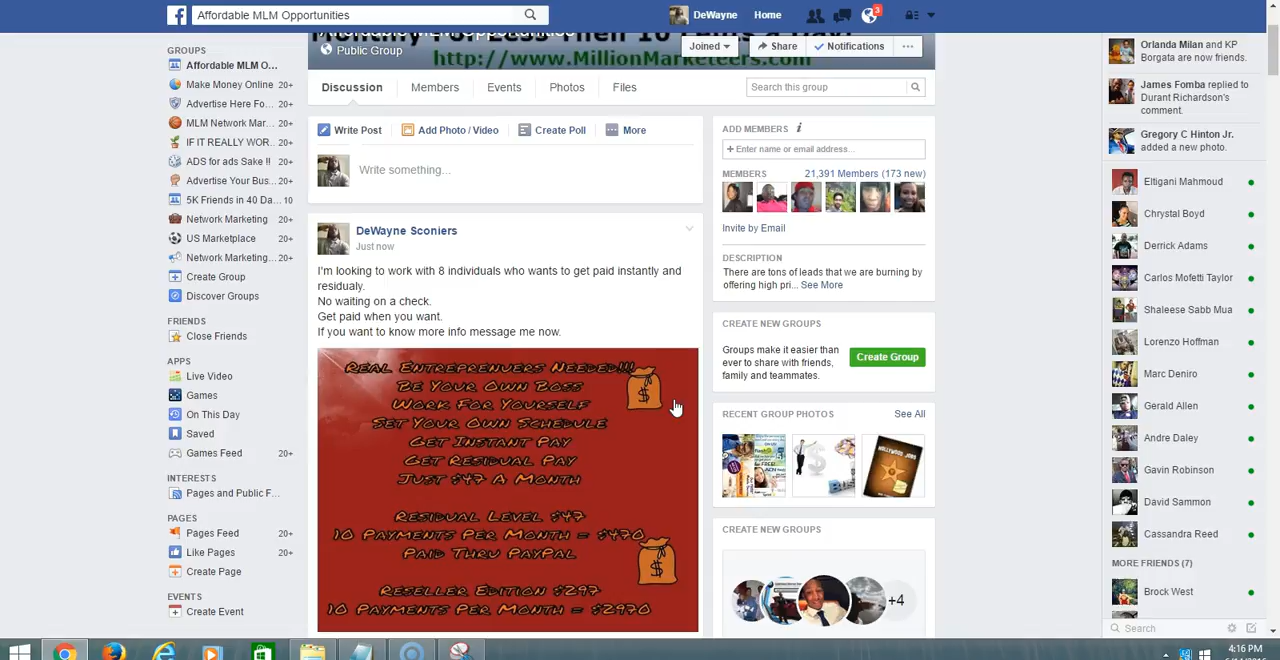 Affordable MLM Opportunities
DeWayne
Home
3
Affordable MLM Opportunities
Public Group
http://www.MillionMarketeers.com
Joined
Share
Notifications
GROUPS
Affordable MLM O...
Make Money Online 20+
Advertise Here Fo... 20+
MLM Network Mar... 20+
IF IT REALLY WOR... 20+
ADS for ads Sake !! 20+
Advertise Your Bus... 20+
5K Friends in 40 Da... 10
Network Marketing 20+
US Marketplace 20+
Network Marketing... 20+
Create Group
Discover Groups
FRIENDS
Close Friends
APPS
Live Video
Games
On This Day
Saved
Games Feed 20+
INTERESTS
Pages and Public F...
PAGES
Pages Feed 20+
Like Pages 20+
Create Page
EVENTS
Create Event
Discussion
Members
Events
Photos
Files
Search this group
Write Post
Add Photo / Video
Create Poll
More
Write something...
DeWayne Sconiers
Just now
I'm looking to work with 8 individuals who wants to get paid instantly and
residualy.
No waiting on a check.
Get paid when you want.
If you want to know more info message me now.
Real Entreprenuers Needed!!!
Be Your Own Boss
Work For Yourself
Set Your Own Schedule
Get Instant Pay
Get Residual Pay
Just $47 A Month
Residual Level $47
10 Payments Per Month = $470
Paid Thru PayPal
Reseller Edition $297
10 Payments Per Month = $2970
ADD MEMBERS
+ Enter name or email address...
MEMBERS
21,391 Members (173 new)
Invite by Email
DESCRIPTION
There are tons of leads that we are burning by
offering high pri... See More
CREATE NEW GROUPS
Groups make it easier than
ever to share with friends,
family and teammates.
Create Group
RECENT GROUP PHOTOS
See All
CREATE NEW GROUPS
+4
Orlanda Milan and KP
Borgata are now friends.
James Fomba replied to
Durant Richardson's
comment.
Gregory C Hinton Jr.
added a new photo.
Eltigani Mahmoud
Chrystal Boyd
Derrick Adams
Carlos Mofetti Taylor
Shaleese Sabb Mua
Lorenzo Hoffman
Marc Deniro
Gerald Allen
Andre Daley
Gavin Robinson
David Sammon
Cassandra Reed
MORE FRIENDS (7)
Brock West
Search
4:16 PM